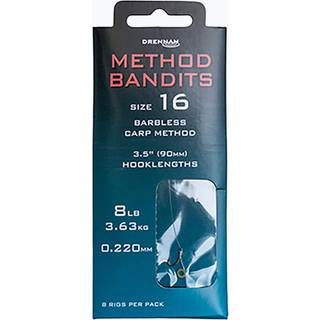 DRENNAN
METHOD
BANDITS
SIZE 16
BARBLESS
CARP METHOD
3.5" (90MM)
HOOKLENGTHS
8LB
3.63KG
0.220MM
8 RIGS PER PACK